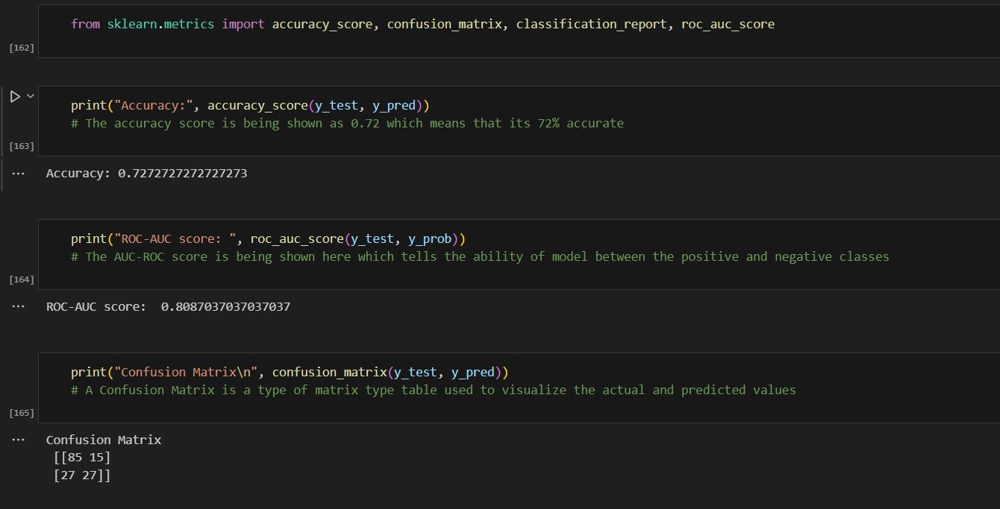 from sklearn.metrics import accuracy_score, confusion_matrix, classification_report, roc_auc_score
[162]
print("Accuracy:", accuracy_score(y_test, y_pred))
# The accuracy score is being shown as 0.72 which means that its 72% accurate
[163]
... Accuracy: 0.7272727272727273
print("ROC-AUC score: ", roc_auc_score(y_test, y_prob))
# The AUC-ROC score is being shown here which tells the ability of model between the positive and negative classes
[164]
... ROC-AUC score:  0.8087037037037037
print("Confusion Matrix\n", confusion_matrix(y_test, y_pred))
# A Confusion Matrix is a type of matrix type table used to visualize the actual and predicted values
[165]
... Confusion Matrix
[[85 15]
[27 27]]